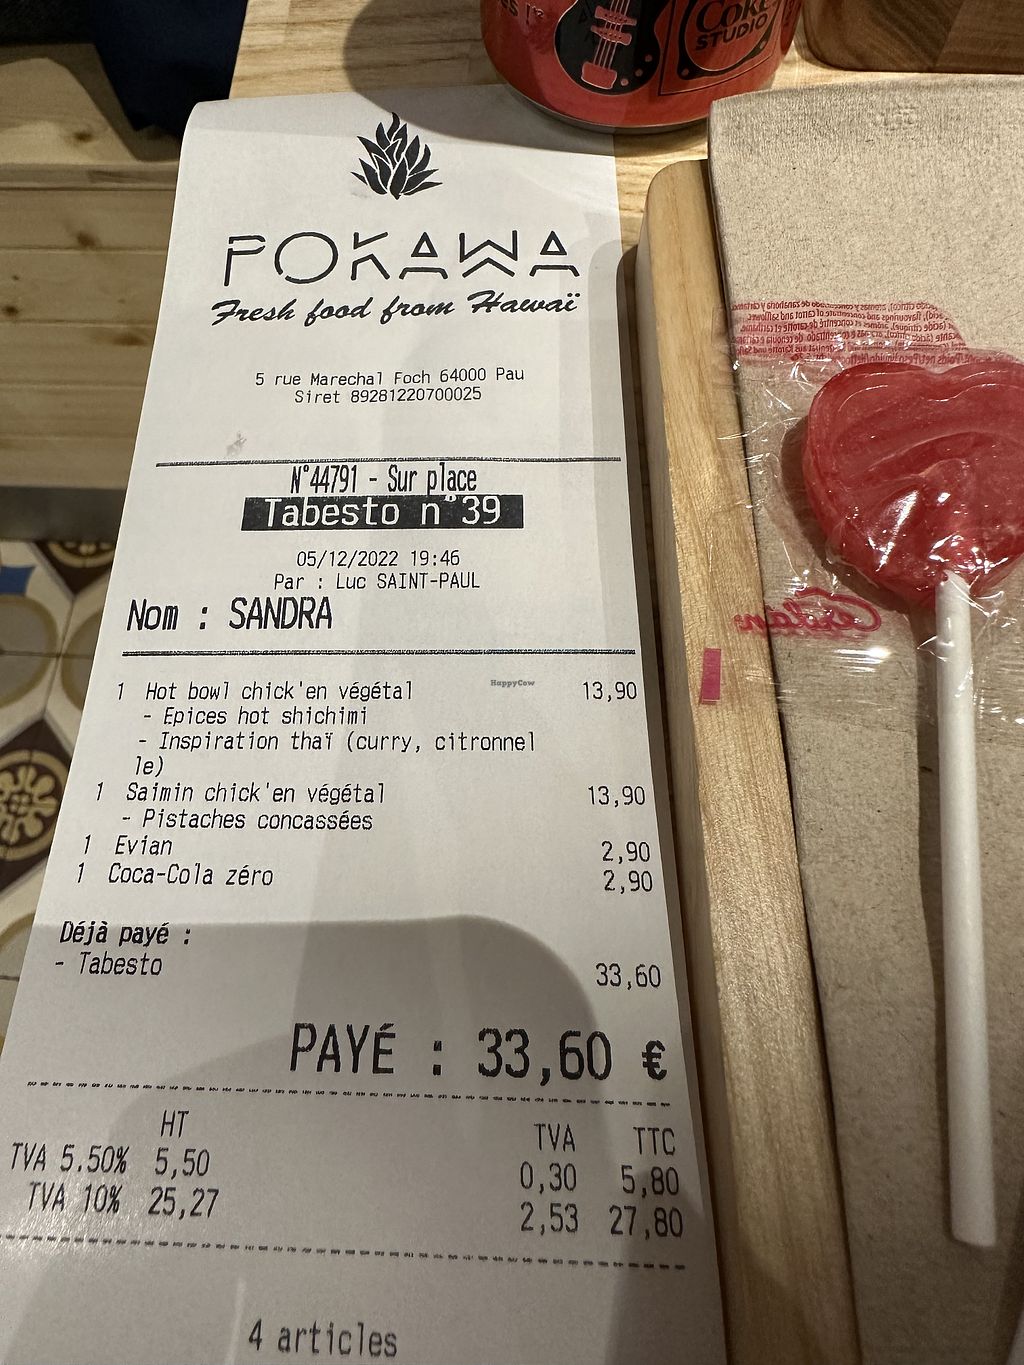 Coke
STUDIO
POKAWA
Fresh food from Hawaï
5 rue Marechal Foch 64000 Pau
Siret 89281220700025
N°44791 - Sur place
Tabesto n°39
05/12/2022 19:46
Par : Luc SAINT-PAUL
Nom : SANDRA
1 Hot bowl chick'en végétal 13,90
- Epices hot shichimi
- Inspiration thaï (curry, citronnel
le)
1 Saimin chick'en végétal 13,90
- Pistaches concassées
1 Evian 2,90
1 Coca-Cola zéro 2,90
Déjà payé :
- Tabesto 33,60
PAYÉ : 33,60 €
HT TVA TTC
TVA 5.50% 5,50 0,30 5,80
TVA 10% 25,27 2,53 27,80
4 articles
HappyCow